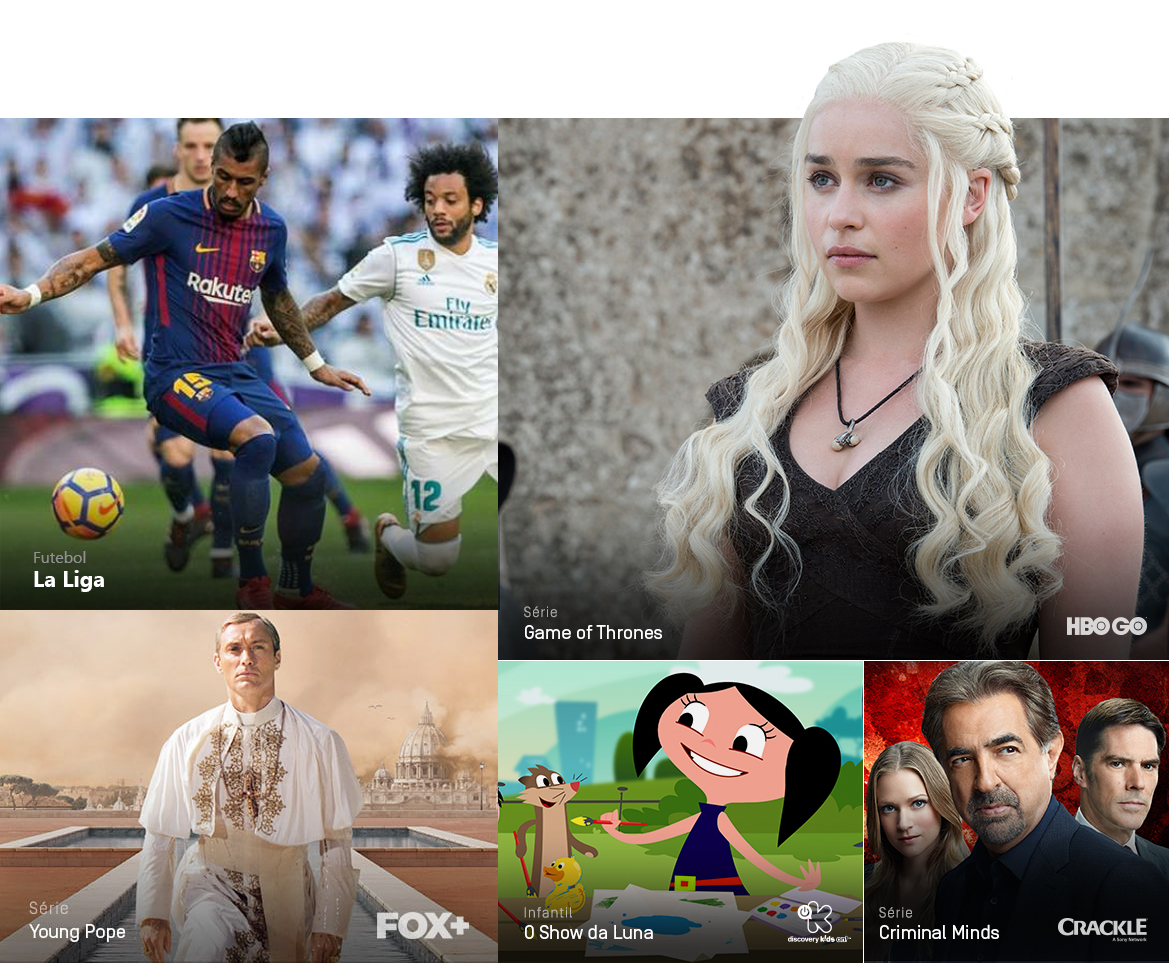 Rakuten
15
Fly
Emirates
12
Futebol
La Liga
Série
Game of Thrones
HBO GO
Série
Young Pope
FOX+
Infantil
O Show da Luna
discovery kids ON
Série
Criminal Minds
CRACKLE
A Sony Network